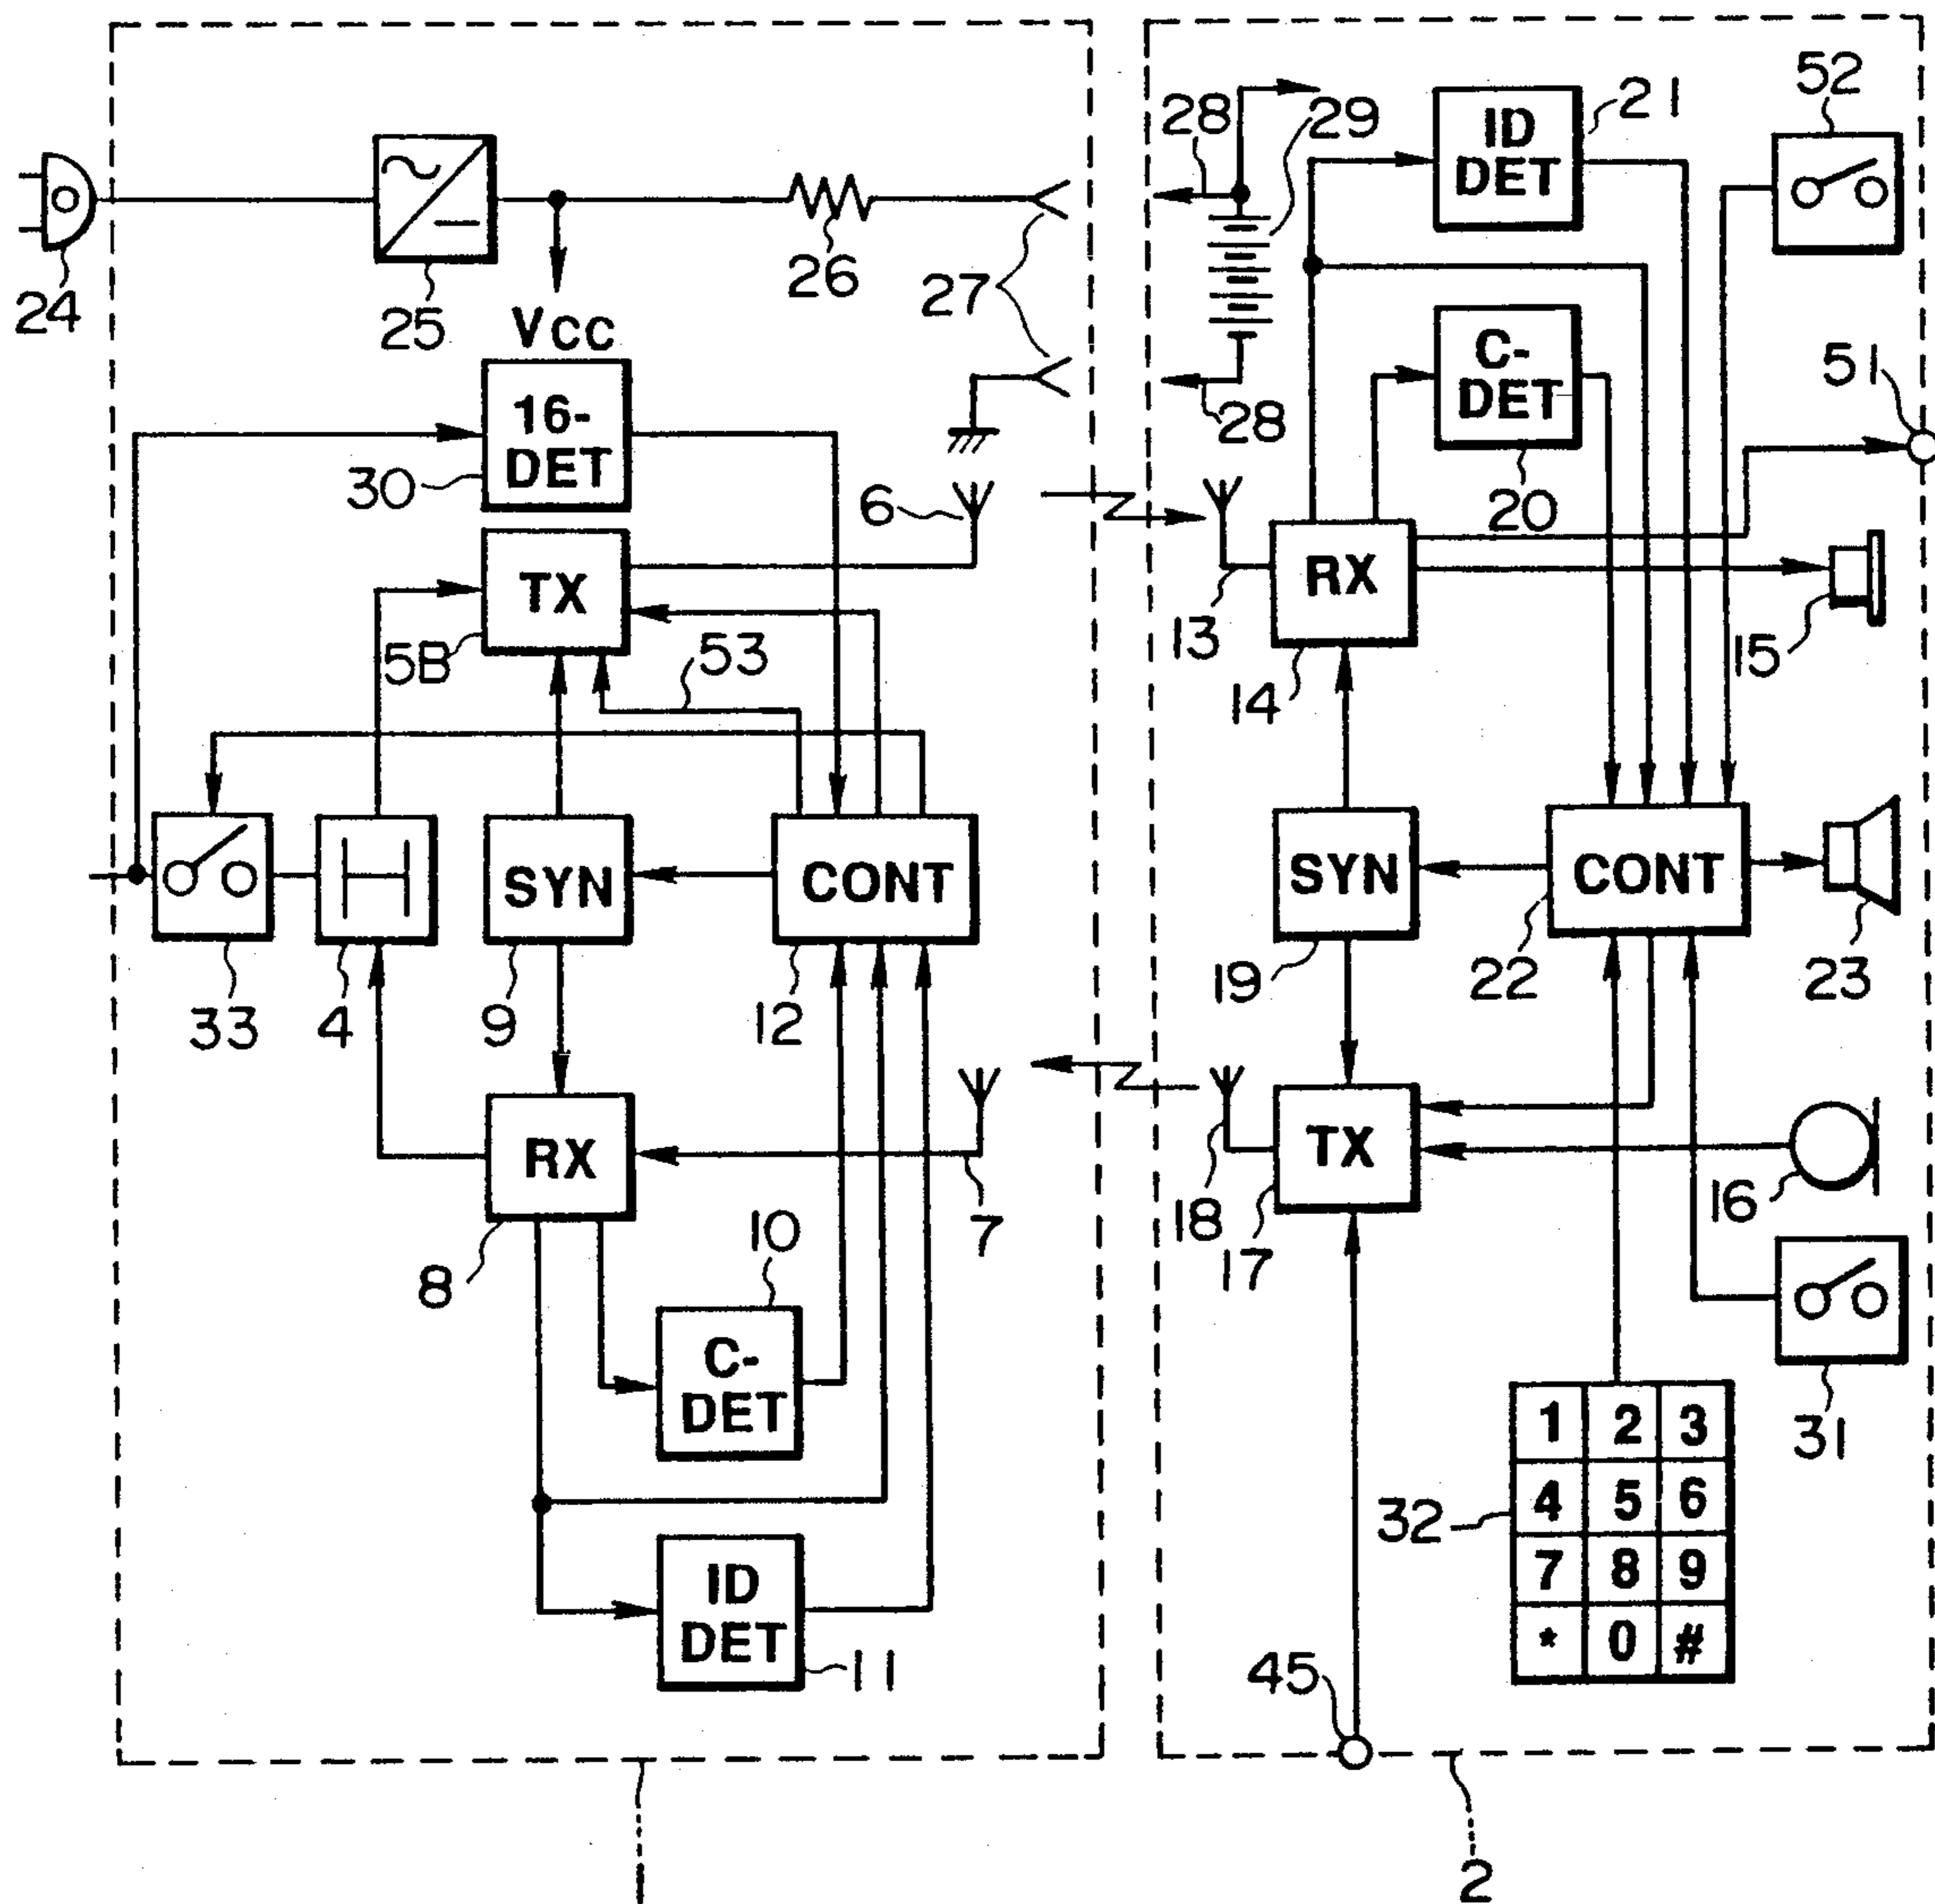 24
25
VCC
26
27
16-
DET
30
6
TX
5B
53
33
4
SYN
9
CONT
12
RX
8
7
10
C-
DET
ID
DET
11
1
28
29
ID
DET
21
52
28
C-
DET
20
51
13
RX
14
15
SYN
19
CONT
22
23
18
TX
17
16
31
32
1 2 3
4 5 6
7 8 9
* 0 #
45
2